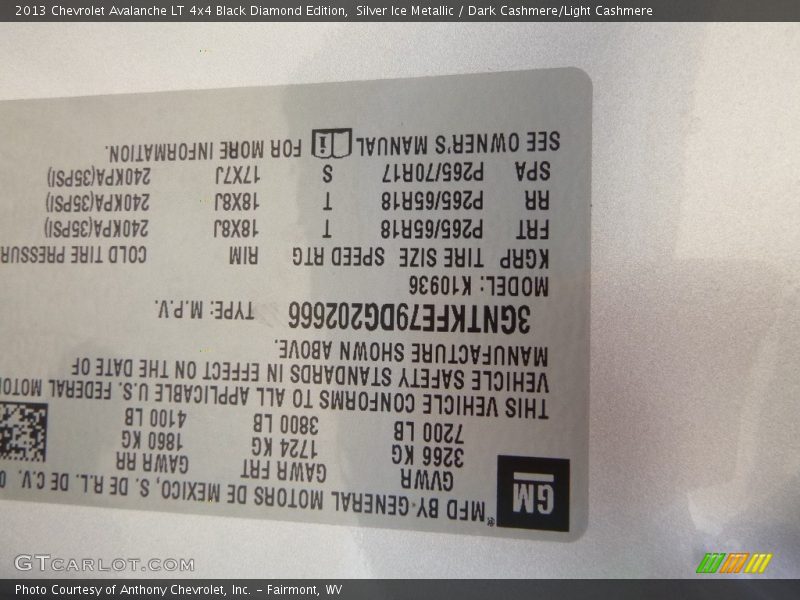 2013 Chevrolet Avalanche LT 4x4 Black Diamond Edition,  Silver Ice Metallic / Dark Cashmere/Light Cashmere
GM
MFD BY GENERAL MOTORS DE MEXICO, S. DE R.L. DE C.V.
GVWR GAWR FRT GAWR RR
3266 KG 1724 KG 1860 KG
7200 LB 3800 LB 4100 LB
THIS VEHICLE CONFORMS TO ALL APPLICABLE U.S. FEDERAL MOTOR
VEHICLE SAFETY STANDARDS IN EFFECT ON THE DATE OF
MANUFACTURE SHOWN ABOVE.
3GNTKFE79DG202666 TYPE: M.P.V.
MODEL: K10936
KGRP TIRE SIZE SPEED RTG RIM COLD TIRE PRESSUR
FRT P265/65R18 T 18X8J 240KPA(35PSI)
RR P265/65R18 T 18X8J 240KPA(35PSI)
SPA P265/70R17 S 17X7J 240KPA(35PSI)
SEE OWNER'S MANUAL i FOR MORE INFORMATION.
GTcarlot.com
Photo Courtesy of Anthony Chevrolet, Inc. – Fairmont, WV